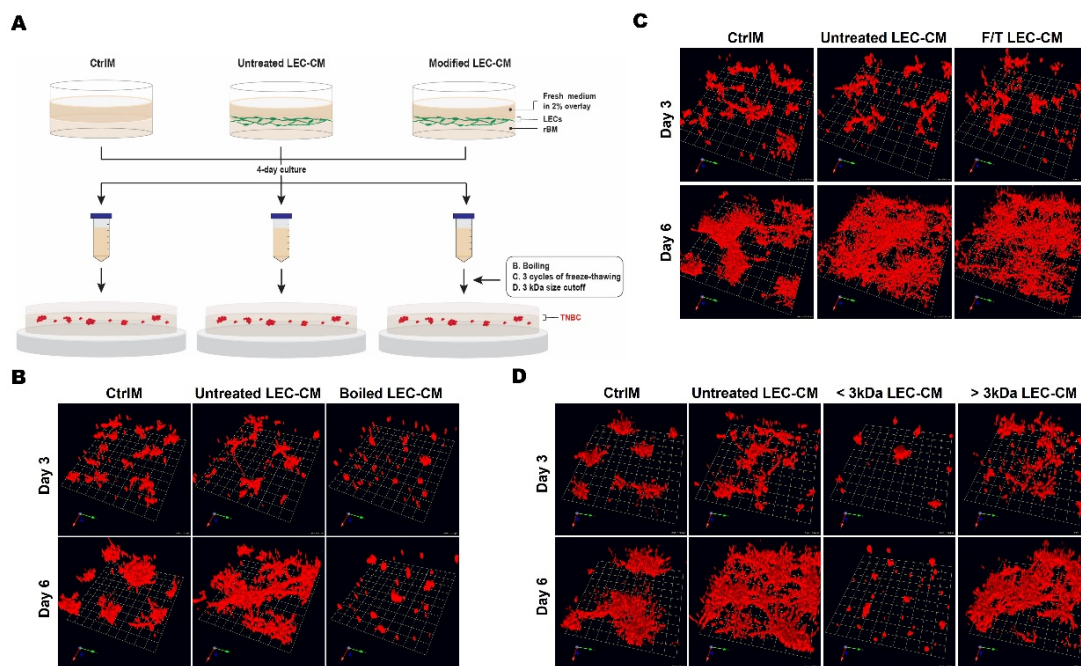 A
CtrlM
Untreated LEC-CM
Modified LEC-CM
Fresh medium
in 2% overlay
LECs
rBM
4-day culture
B. Boiling
C. 3 cycles of freeze-thawing
D. 3 kDa size cutoff
TNBC
B
CtrlM
Untreated LEC-CM
Boiled LEC-CM
Day 3
Day 6
C
CtrlM
Untreated LEC-CM
F/T LEC-CM
Day 3
Day 6
D
CtrlM
Untreated LEC-CM
< 3kDa LEC-CM
> 3kDa LEC-CM
Day 3
Day 6